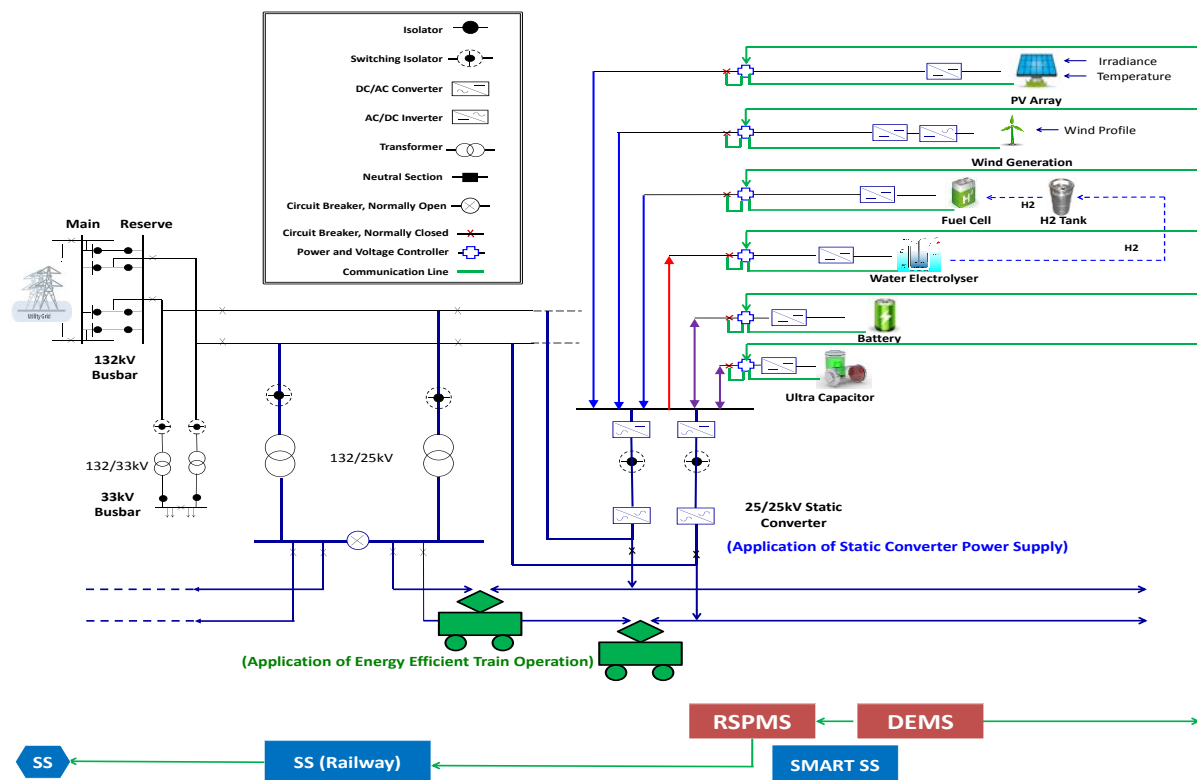 Isolator
Switching Isolator
DC/AC Converter
AC/DC Inverter
Transformer
Neutral Section
Circuit Breaker, Normally Open
Circuit Breaker, Normally Closed
Power and Voltage Controller
Communication Line
Irradiance
Temperature
PV Array
Wind Profile
Wind Generation
H2
Fuel Cell
H2 Tank
H
H2
Water Electrolyser
Battery
Ultra Capacitor
Main
Reserve
Utility Grid
132kV
Busbar
132/33kV
33kV
Busbar
132/25kV
25/25kV Static
Converter
(Application of Static Converter Power Supply)
(Application of Energy Efficient Train Operation)
RSPMS
DEMS
SS
SS (Railway)
SMART SS